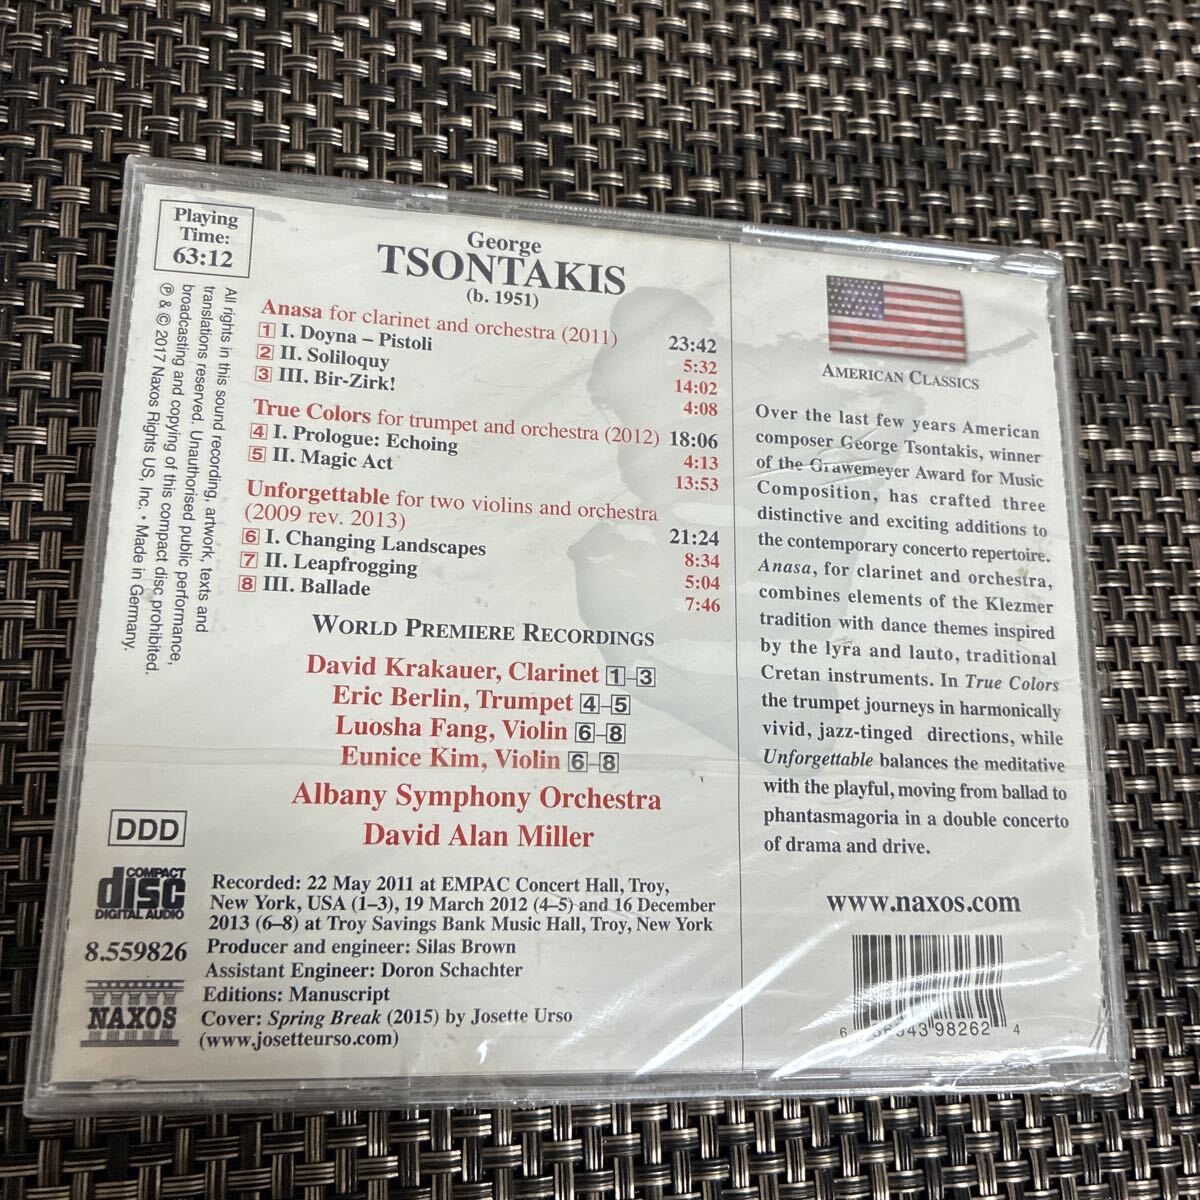 Playing
Time:
63:12
All rights in this sound recording, artwork, texts and
translations reserved. Unauthorised public performance,
broadcasting and copying of this compact disc prohibited.
℗ & © 2017 Naxos Rights US, Inc. • Made in Germany.
George
TSONTAKIS
(b. 1951)
Anasa for clarinet and orchestra (2011) 23:42
1 I. Doyna – Pistoli 5:32
2 II. Soliloquy 14:02
3 III. Bir-Zirk! 4:08
True Colors for trumpet and orchestra (2012) 18:06
4 I. Prologue: Echoing 4:13
5 II. Magic Act 13:53
Unforgettable for two violins and orchestra
(2009 rev. 2013) 21:24
6 I. Changing Landscapes 8:34
7 II. Leapfrogging 5:04
8 III. Ballade 7:46
WORLD PREMIERE RECORDINGS
David Krakauer, Clarinet 1–3
Eric Berlin, Trumpet 4–5
Luosha Fang, Violin 6–8
Eunice Kim, Violin 6–8
Albany Symphony Orchestra
David Alan Miller
DDD
COMPACT
disc
DIGITAL AUDIO
8.559826
NAXOS
Recorded: 22 May 2011 at EMPAC Concert Hall, Troy,
New York, USA (1–3), 19 March 2012 (4–5) and 16 December
2013 (6–8) at Troy Savings Bank Music Hall, Troy, New York
Producer and engineer: Silas Brown
Assistant Engineer: Doron Schachter
Editions: Manuscript
Cover: Spring Break (2015) by Josette Urso
(www.josetteurso.com)
AMERICAN CLASSICS
Over the last few years American
composer George Tsontakis, winner
of the Grawemeyer Award for Music
Composition, has crafted three
distinctive and exciting additions to
the contemporary concerto repertoire.
Anasa, for clarinet and orchestra,
combines elements of the Klezmer
tradition with dance themes inspired
by the lyra and lauto, traditional
Cretan instruments. In True Colors
the trumpet journeys in harmonically
vivid, jazz-tinged directions, while
Unforgettable balances the meditative
with the playful, moving from ballad to
phantasmagoria in a double concerto
of drama and drive.
www.naxos.com
98262 4